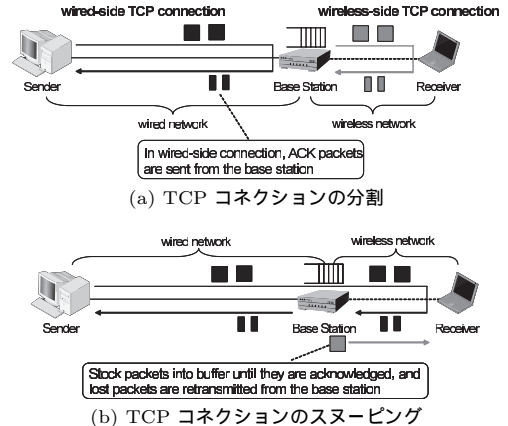 wired-side TCP connection wireless-side TCP connection
Sender Base Station Receiver
wired network wireless network
In wired-side connection, ACK packets
are sent from the base station
(a) TCP コネクションの分割
wired network wireless network
Sender Base Station Receiver
Stock packets into buffer until they are acknowledged, and
lost packets are retransmitted from the base station
(b) TCP コネクションのスヌーピング